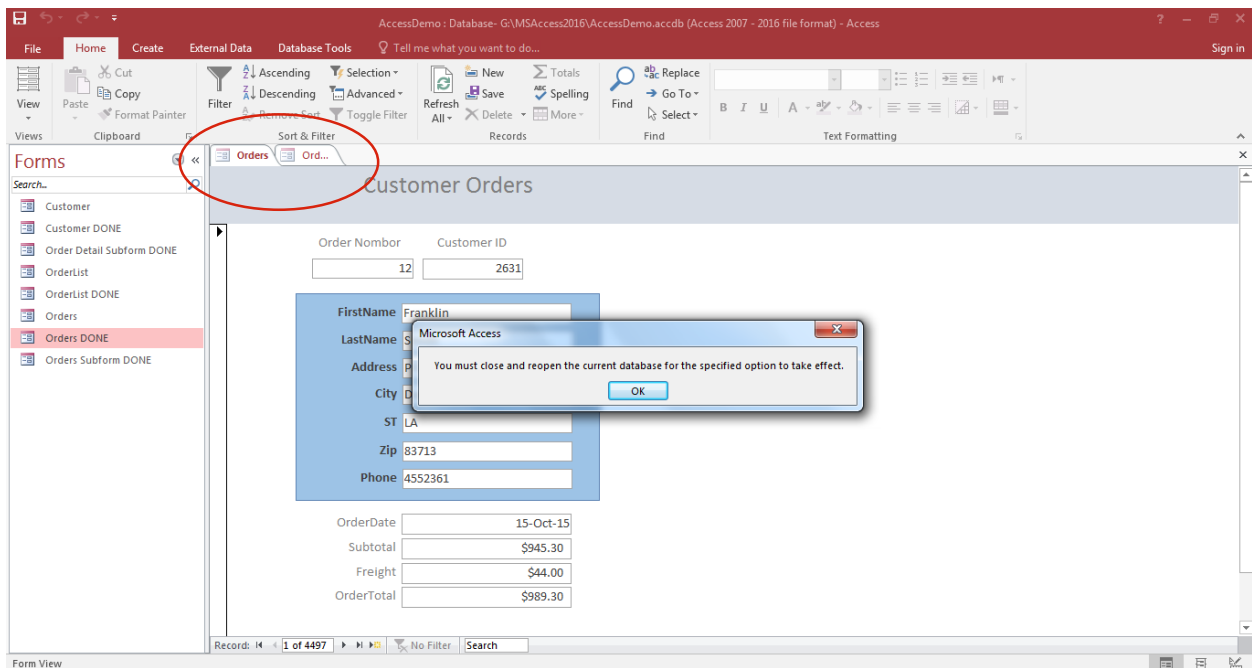 AccessDemo : Database- G:\MSAccess2016\AccessDemo.accdb (Access 2007 - 2016 file format) - Access
File Home Create External Data Database Tools Tell me what you want to do... Sign in
View
Paste
Cut
Copy
Format Painter
Filter
Ascending
Descending
Remove Sort
Selection
Advanced
Toggle Filter
Refresh All
New
Save
Delete
Totals
Spelling
More
Find
Replace
Go To
Select
B I U A
Views Clipboard Sort & Filter Records Find Text Formatting
Forms
Search...
Customer
Customer DONE
Order Detail Subform DONE
OrderList
OrderList DONE
Orders
Orders DONE
Orders Subform DONE
Orders Ord...
Customer Orders
Order Nombor Customer ID
12 2631
FirstName Franklin
LastName S
Address P
City D
ST LA
Zip 83713
Phone 4552361
Microsoft Access
You must close and reopen the current database for the specified option to take effect.
OK
OrderDate 15-Oct-15
Subtotal $945.30
Freight $44.00
OrderTotal $989.30
Record: 1 of 4497 No Filter Search
Form View